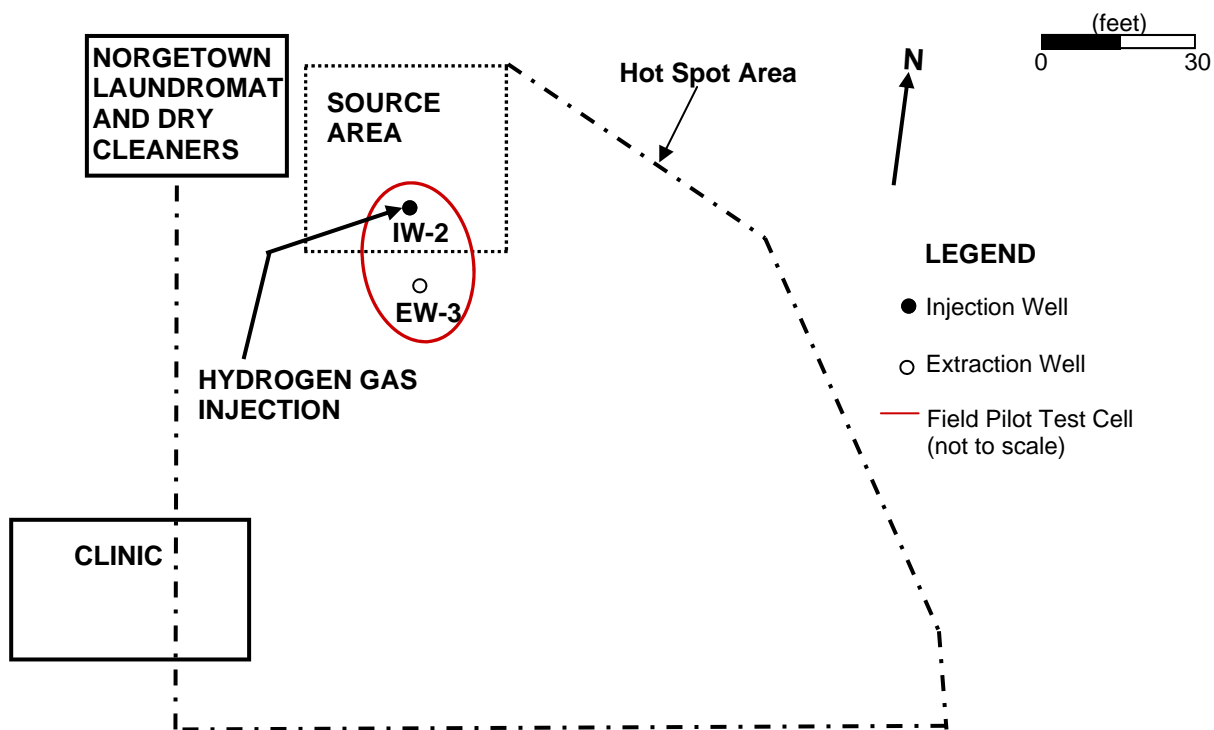 NORGETOWN
LAUNDROMAT
AND DRY
CLEANERS
SOURCE
AREA
Hot Spot Area
N
(feet)
0 30
IW-2
EW-3
HYDROGEN GAS
INJECTION
LEGEND
Injection Well
Extraction Well
Field Pilot Test Cell
(not to scale)
CLINIC